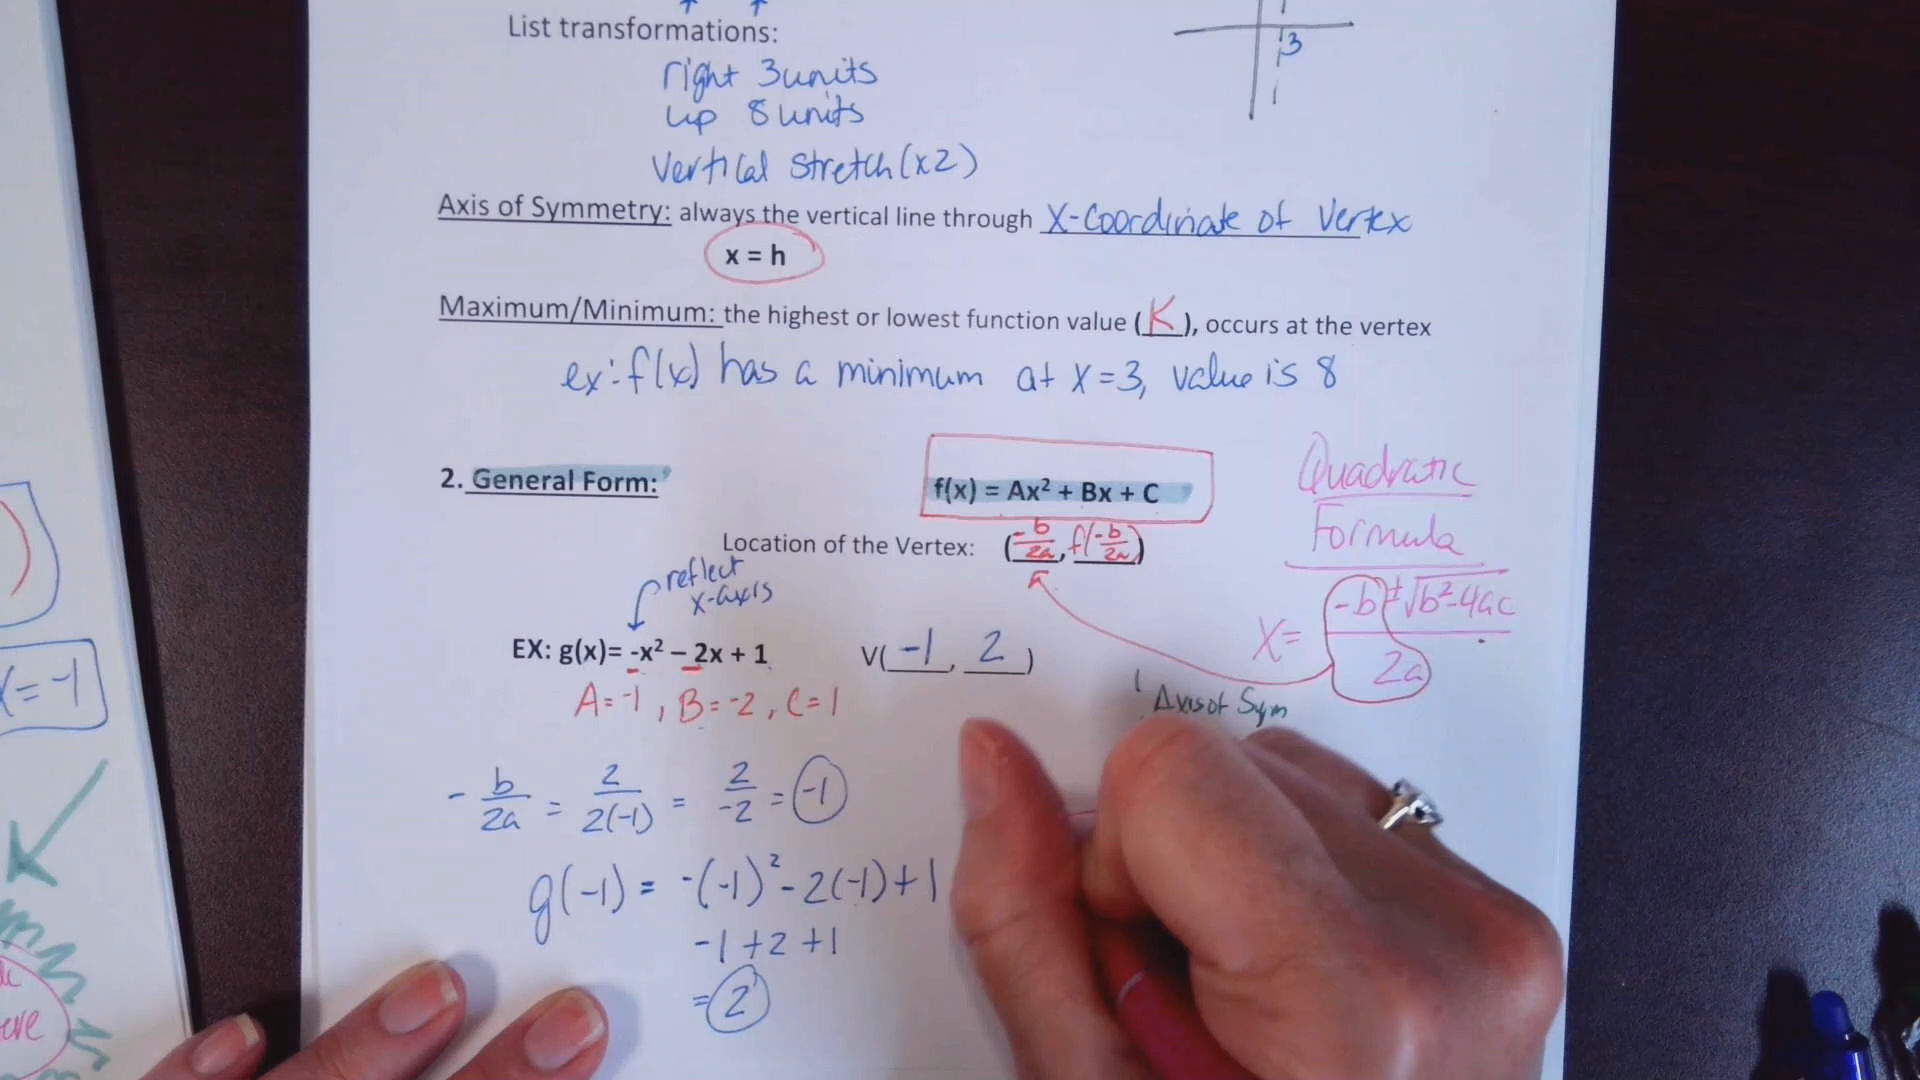 List transformations:
3
right 3 units
up 8 units
Vertical Stretch (x2)
Axis of Symmetry: always the vertical line through X-Coordinate of Vertex
x = h
Maximum/Minimum: the highest or lowest function value (K), occurs at the vertex
ex: f(x) has a minimum at x=3, value is 8
2. General Form:
f(x) = Ax² + Bx + C
Quadratic
Formula
Location of the Vertex: (-b/2a, f(-b/2a))
reflect
x-axis
X = -b ± √b²-4ac / 2a
EX: g(x)= -x² – 2x + 1
V(-1, 2)
A=-1, B=-2, C=1
Axis of Sym
-b/2a = 2/2(-1) = 2/-2 = -1
g(-1) = -(-1)² - 2(-1) + 1
-1 + 2 + 1
= 2
x = -1